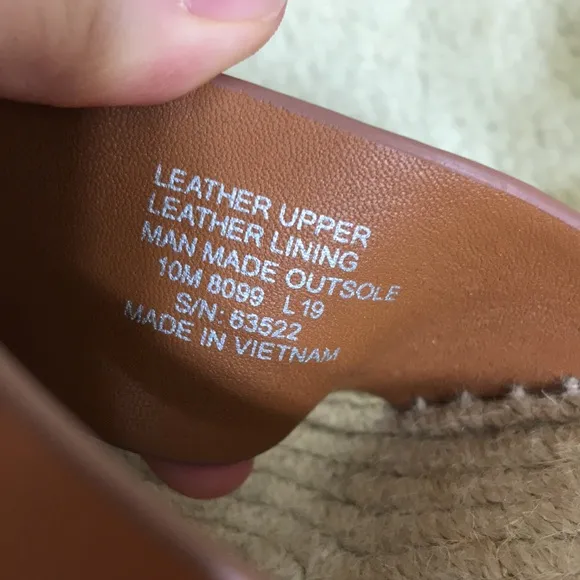 LEATHER UPPER
LEATHER LINING
MAN MADE OUTSOLE
10M 8099 L19
S/N: 63522
MADE IN VIETNAM